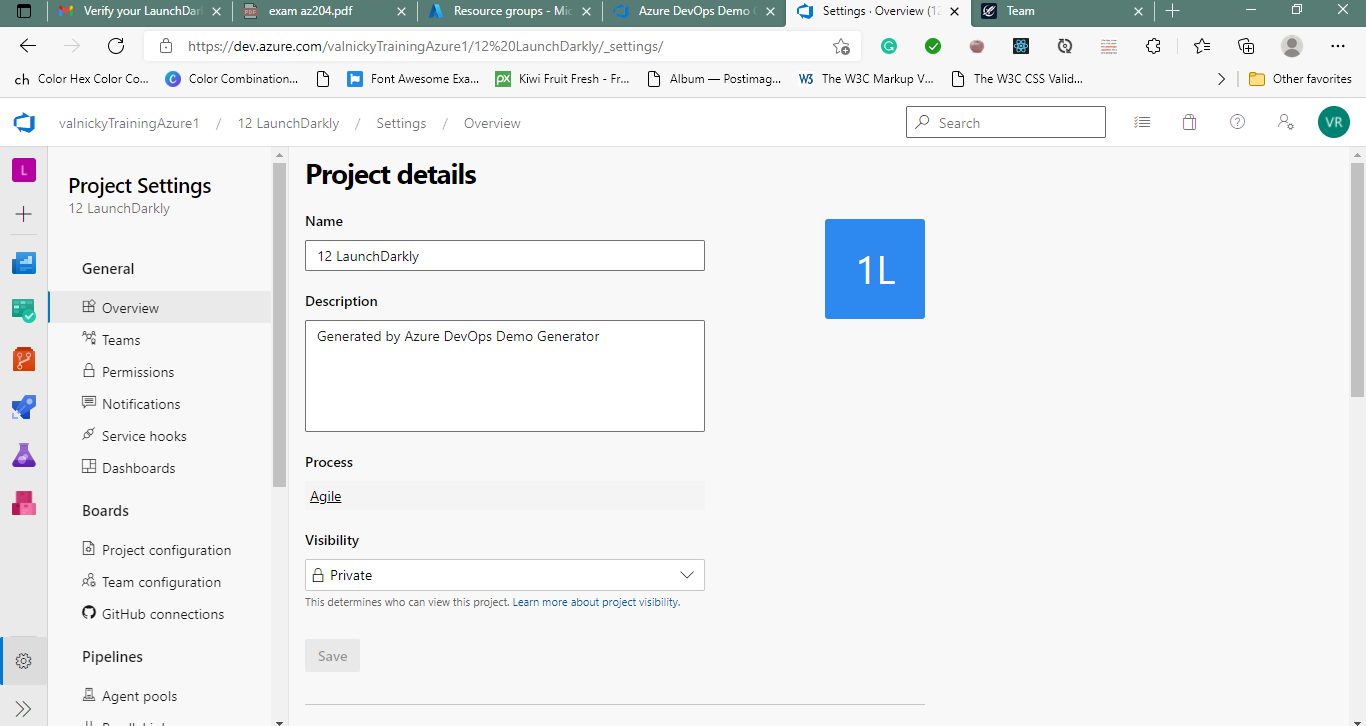 Verify your LaunchDar
exam az204.pdf
Resource groups - Mic
Azure DevOps Demo G
Settings · Overview (12
Team
https://dev.azure.com/valnickyTrainingAzure1/12%20LaunchDarkly/_settings/
ch Color Hex Color Co...
C Color Combination...
Font Awesome Exa...
px Kiwi Fruit Fresh - Fr...
Album — Postimag...
W3 The W3C Markup V...
The W3C CSS Valid...
Other favorites
valnickyTrainingAzure1 / 12 LaunchDarkly / Settings / Overview
Search
VR
L
Project Settings
12 LaunchDarkly
General
Overview
Teams
Permissions
Notifications
Service hooks
Dashboards
Boards
Project configuration
Team configuration
GitHub connections
Pipelines
Agent pools
Project details
Name
12 LaunchDarkly
1L
Description
Generated by Azure DevOps Demo Generator
Process
Agile
Visibility
Private
This determines who can view this project. Learn more about project visibility.
Save